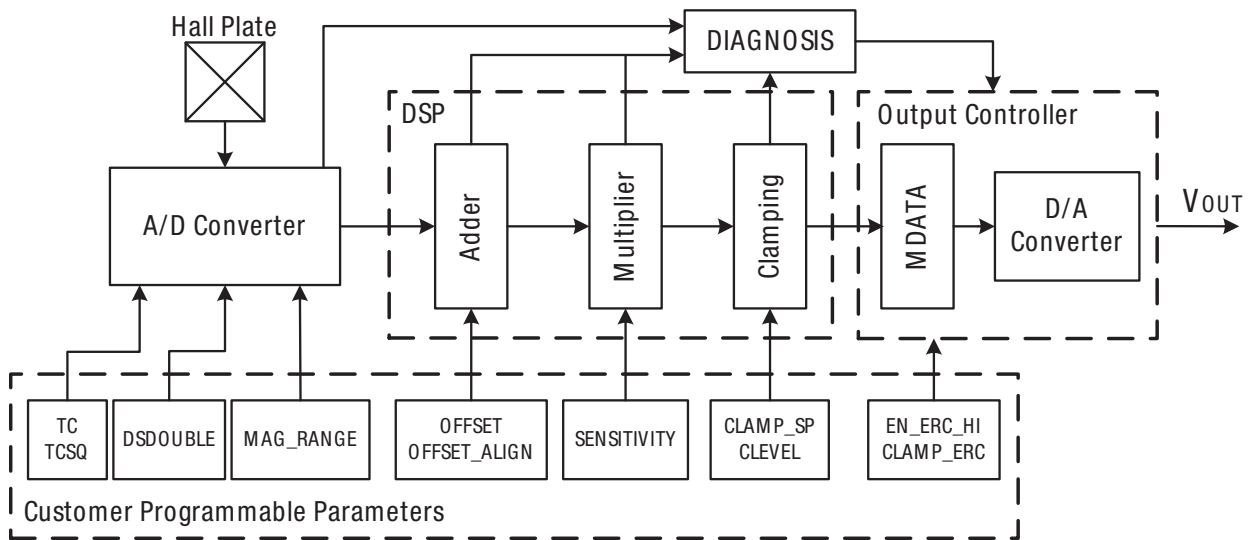 Hall Plate
DIAGNOSIS
DSP
Output Controller
A/D Converter
Adder
Multiplier
Clamping
MDATA
D/A
Converter
VOUT
TC
TCSQ
DSDOUBLE
MAG_RANGE
OFFSET
OFFSET_ALIGN
SENSITIVITY
CLAMP_SP
CLEVEL
EN_ERC_HI
CLAMP_ERC
Customer Programmable Parameters